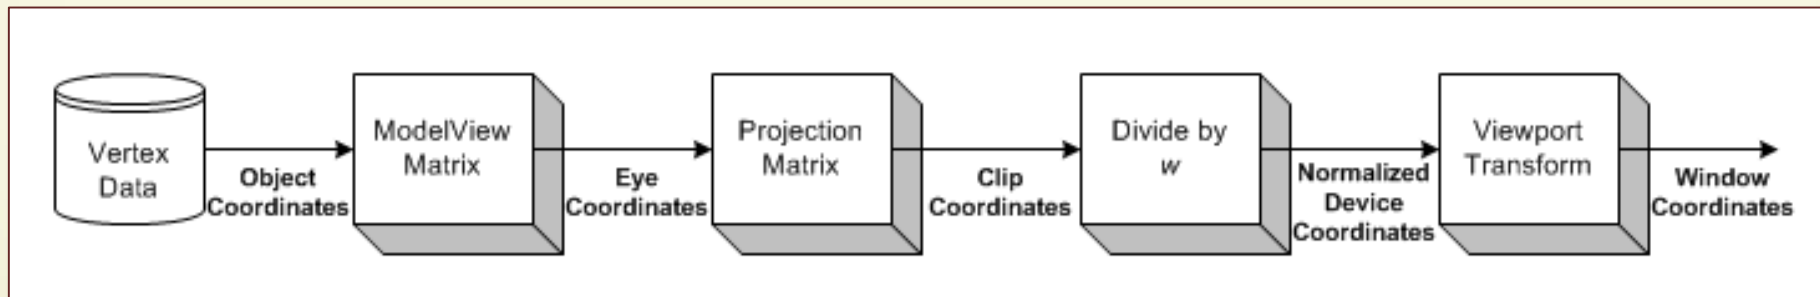 Vertex
Data
Object
Coordinates
ModelView
Matrix
Eye
Coordinates
Projection
Matrix
Clip
Coordinates
Divide by
w
Normalized
Device
Coordinates
Viewport
Transform
Window
Coordinates